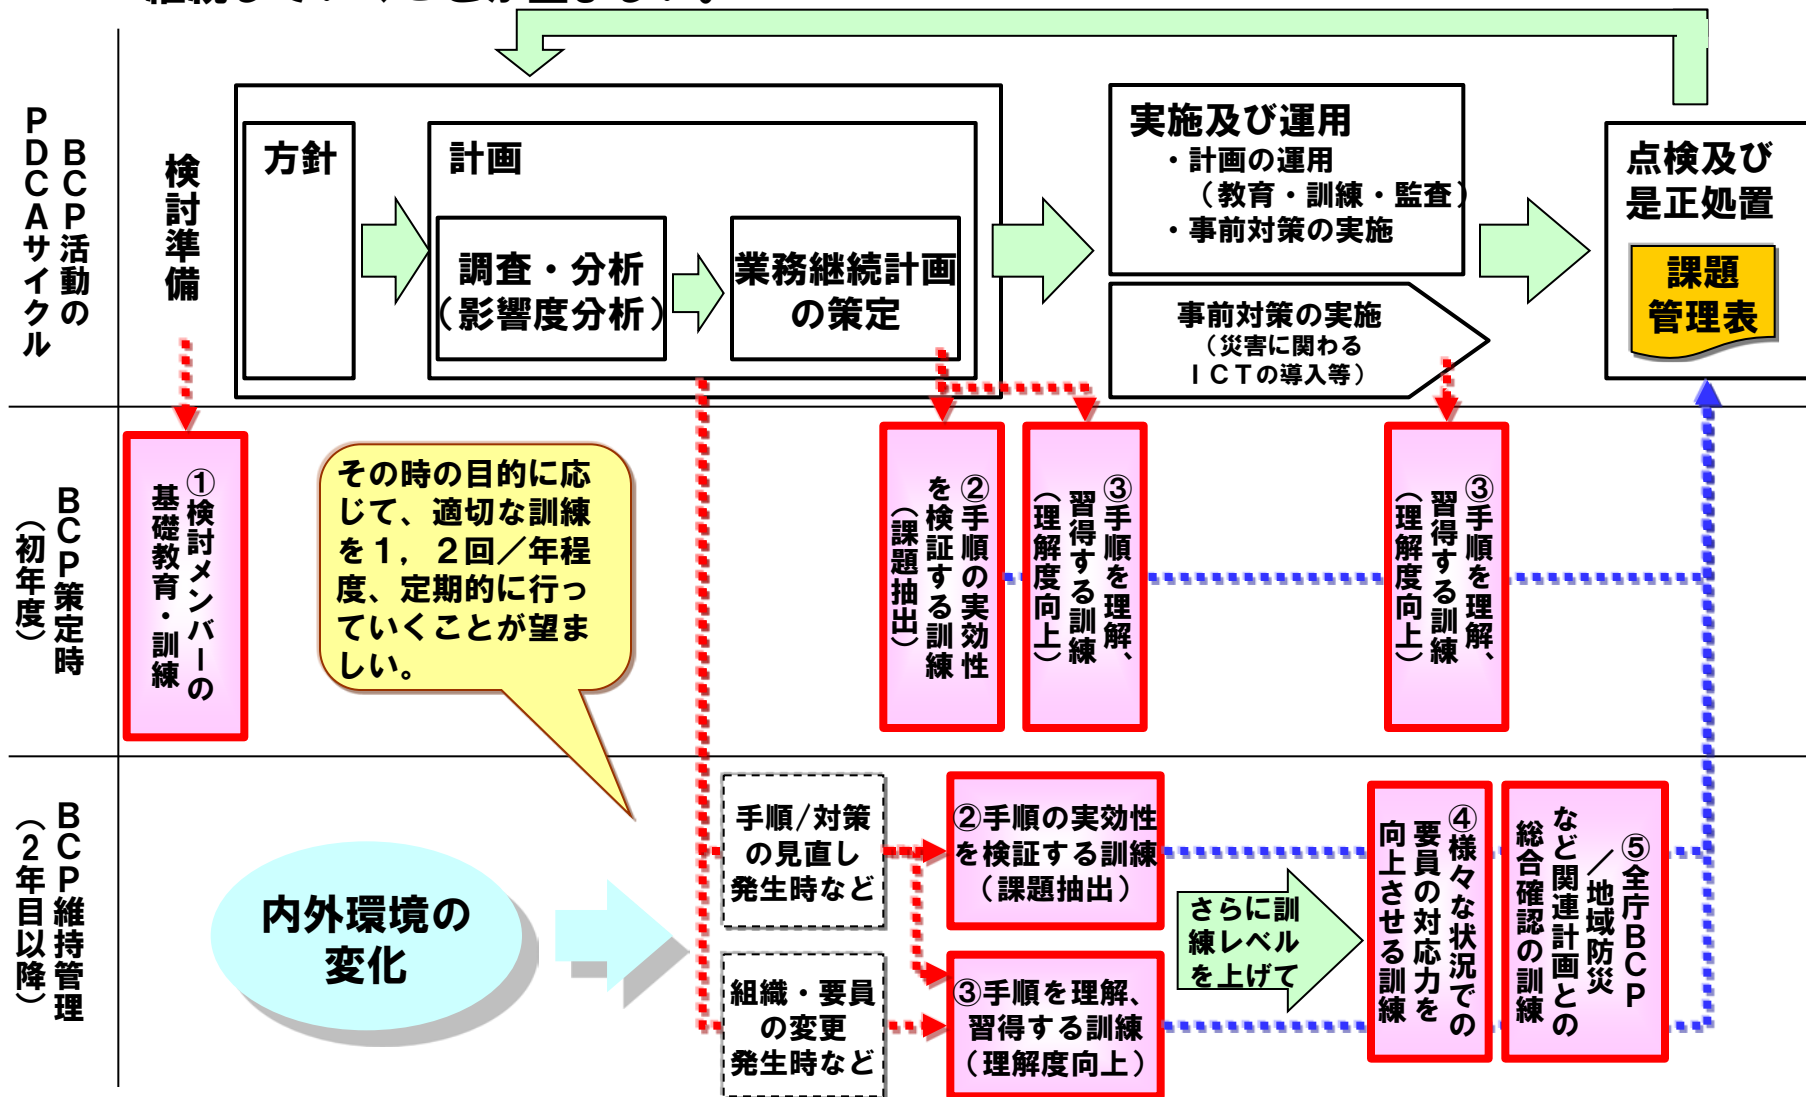 BCP活動の
PDCAサイクル
検討準備
方針
計画
調査・分析
(影響度分析)
業務継続計画
の策定
実施及び運用
・計画の運用
(教育・訓練・監査)
・事前対策の実施
事前対策の実施
(災害に関わる
ICTの導入等)
点検及び
是正処置
課題
管理表
BCP策定時
(初年度)
①検討メンバーの
基礎教育・訓練
その時の目的に応
じて、適切な訓練
を1,2回/年程
度、定期的に行っ
ていくことが望ま
しい。
②手順の実効性
を検証する訓練
(課題抽出)
③手順を理解、
習得する訓練
(理解度向上)
③手順を理解、
習得する訓練
(理解度向上)
BCP維持管理
(2年目以降)
内外環境の
変化
手順/対策
の見直し
発生時など
組織・要員
の変更
発生時など
②手順の実効性
を検証する訓練
(課題抽出)
③手順を理解、
習得する訓練
(理解度向上)
さらに訓
練レベル
を上げて
④様々な状況での
要員の対応力を
向上させる訓練
⑤全庁BCP
/地域防災
など関連計画との
総合確認の訓練